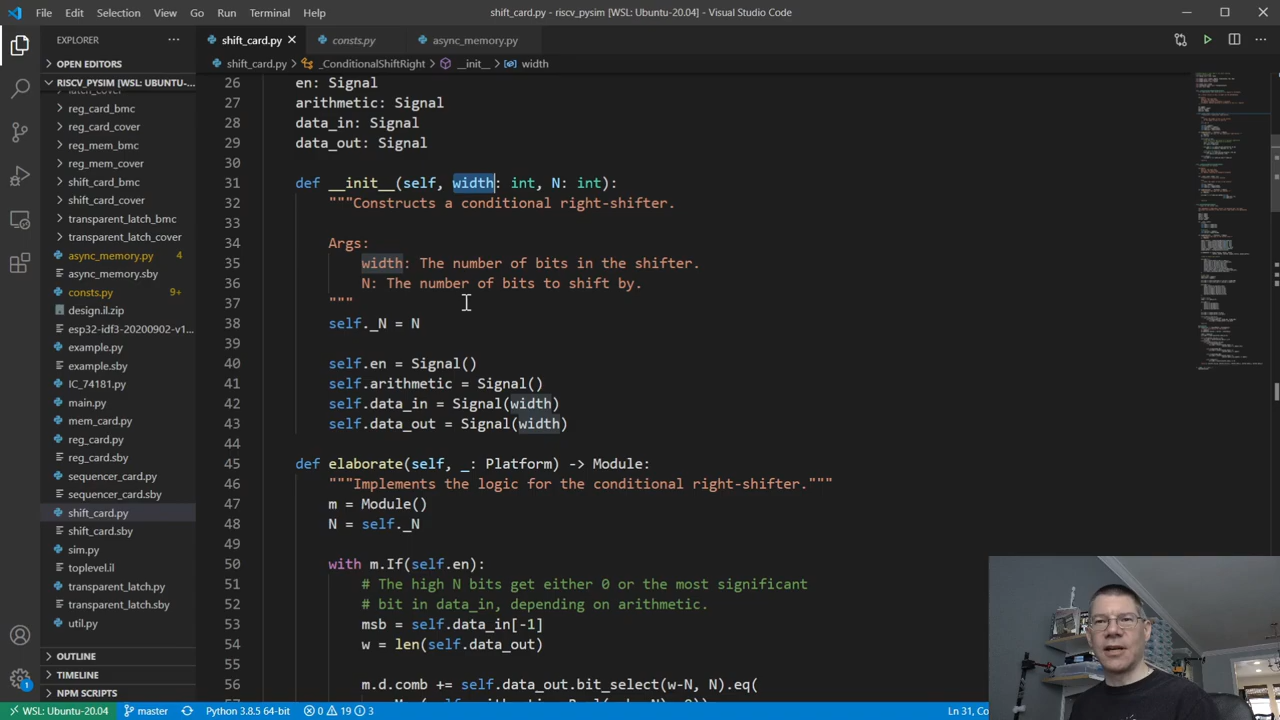 File Edit Selection View Go Run Terminal Help
shift_card.py - riscv_pysim [WSL: Ubuntu-20.04] - Visual Studio Code
EXPLORER
shift_card.py
consts.py
async_memory.py
OPEN EDITORS
shift_card.py > _ConditionalShiftRight > __init__ > width
RISCV_PYSIM [WSL: UBUNTU-...
latch_cover
reg_card_bmc
reg_card_cover
reg_mem_bmc
reg_mem_cover
shift_card_bmc
shift_card_cover
transparent_latch_bmc
transparent_latch_cover
async_memory.py 4
async_memory.sby
consts.py 9+
design.il.zip
esp32-idf3-20200902-v1...
example.py
example.sby
IC_74181.py
main.py
mem_card.py
reg_card.py
reg_card.sby
sequencer_card.py
sequencer_card.sby
shift_card.py
shift_card.sby
sim.py
toplevel.il
transparent_latch.py
transparent_latch.sby
util.py
OUTLINE
TIMELINE
NPM SCRIPTS
26 en: Signal
27 arithmetic: Signal
28 data_in: Signal
29 data_out: Signal
30
31 def __init__(self, width: int, N: int):
32 """Constructs a conditional right-shifter.
33
34 Args:
35 width: The number of bits in the shifter.
36 N: The number of bits to shift by.
37 """
38 self._N = N
39
40 self.en = Signal()
41 self.arithmetic = Signal()
42 self.data_in = Signal(width)
43 self.data_out = Signal(width)
44
45 def elaborate(self, _: Platform) -> Module:
46 """Implements the logic for the conditional right-shifter."""
47 m = Module()
48 N = self._N
49
50 with m.If(self.en):
51 # The high N bits get either 0 or the most significant
52 # bit in data_in, depending on arithmetic.
53 msb = self.data_in[-1]
54 w = len(self.data_out)
55
56 m.d.comb += self.data_out.bit_select(w-N, N).eq(
1
WSL: Ubuntu-20.04 master Python 3.8.5 64-bit 0 19 3